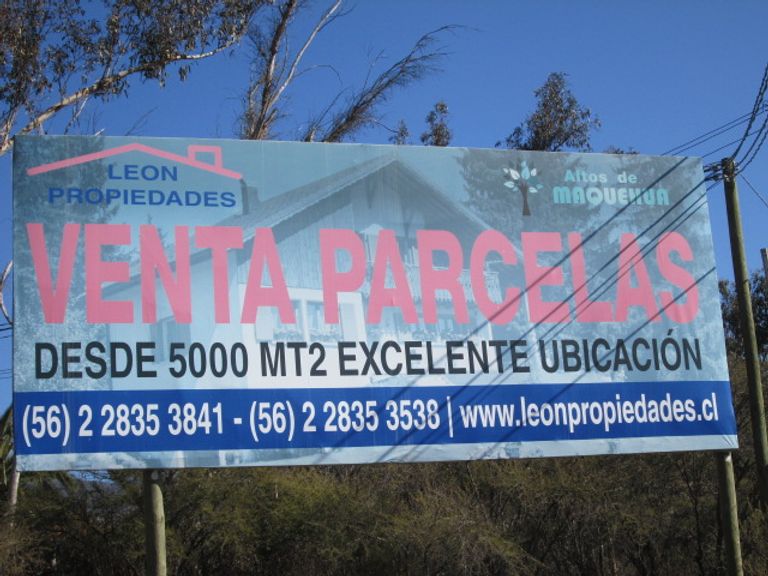 LEON
PROPIEDADES
Altos de
MAQUEHUA
VENTA PARCELAS
DESDE 5000 MT2 EXCELENTE UBICACIÓN
(56) 2 2835 3841 - (56) 2 2835 3538 | www.leonpropiedades.cl